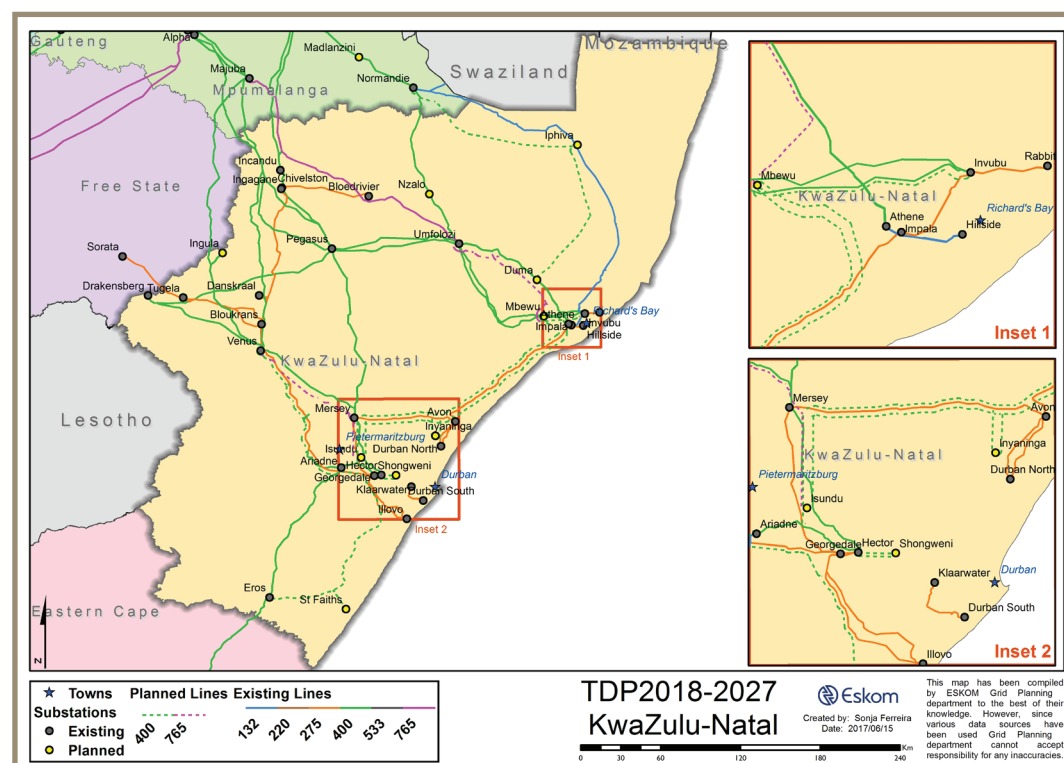 Gauteng
Alpha
Madlanzini
Mozambique
Majuba
Normandie
Swaziland
Mpumalanga
Iphiva
Incandu
Ingagane
Chivelston
Bloedrivier
Nzalo
Free State
Sorata
Ingula
Pegasus
Umfolozi
Duma
Drakensberg
Tugela
Danskraal
Mbewu
Athene
Richard's Bay
Bloukrans
Impala
Invubu
Hillside
Venus
Inset 1
KwaZulu-Natal
Lesotho
Mersey
Avon
Inyaninga
Pietermaritzburg
Isundu
Durban North
Ariadne
Hector
Shongweni
Georgedale
Durban
Klaarwater
Durban South
Illovo
Inset 2
Eros
St Faiths
Eastern Cape
N
Rabbit
Invubu
Mbewu
KwaZulu-Natal
Richard's Bay
Athene
Impala
Hillside
Inset 1
Mersey
Avon
KwaZulu-Natal
Inyaninga
Pietermaritzburg
Durban North
Isundu
Ariadne
Georgedale
Hector
Shongweni
Klaarwater
Durban
Durban South
Illovo
Inset 2
Towns Planned Lines Existing Lines
Substations
Existing
Planned
400 765 132 220 275 400 533 765
TDP2018-2027
KwaZulu-Natal
Eskom
Created by: Sonja Ferreira
Date: 2017/06/15
Km
0 30 60 120 180 240
This map has been compiled
by ESKOM Grid Planning
department to the best of their
knowledge. However, since
various data sources have
been used Grid Planning
department cannot accept
responsibility for any inaccuracies.